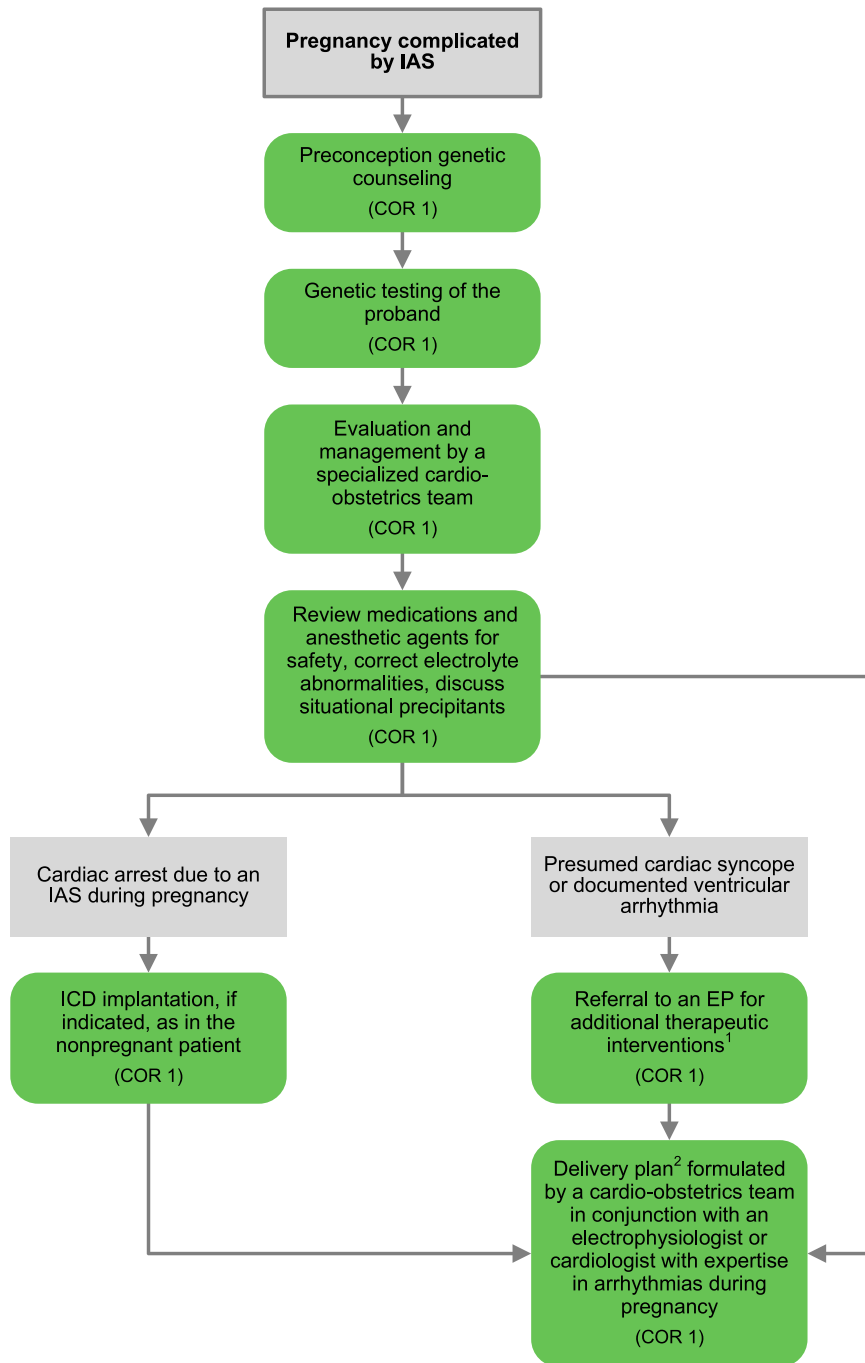 Pregnancy complicated
by IAS
Preconception genetic
counseling
(COR 1)
Genetic testing of the
proband
(COR 1)
Evaluation and
management by a
specialized cardio-
obstetrics team
(COR 1)
Review medications and
anesthetic agents for
safety, correct electrolyte
abnormalities, discuss
situational precipitants
(COR 1)
Cardiac arrest due to an
IAS during pregnancy
Presumed cardiac syncope
or documented ventricular
arrhythmia
ICD implantation, if
indicated, as in the
nonpregnant patient
(COR 1)
Referral to an EP for
additional therapeutic
interventions¹
(COR 1)
Delivery plan² formulated
by a cardio-obstetrics team
in conjunction with an
electrophysiologist or
cardiologist with expertise
in arrhythmias during
pregnancy
(COR 1)